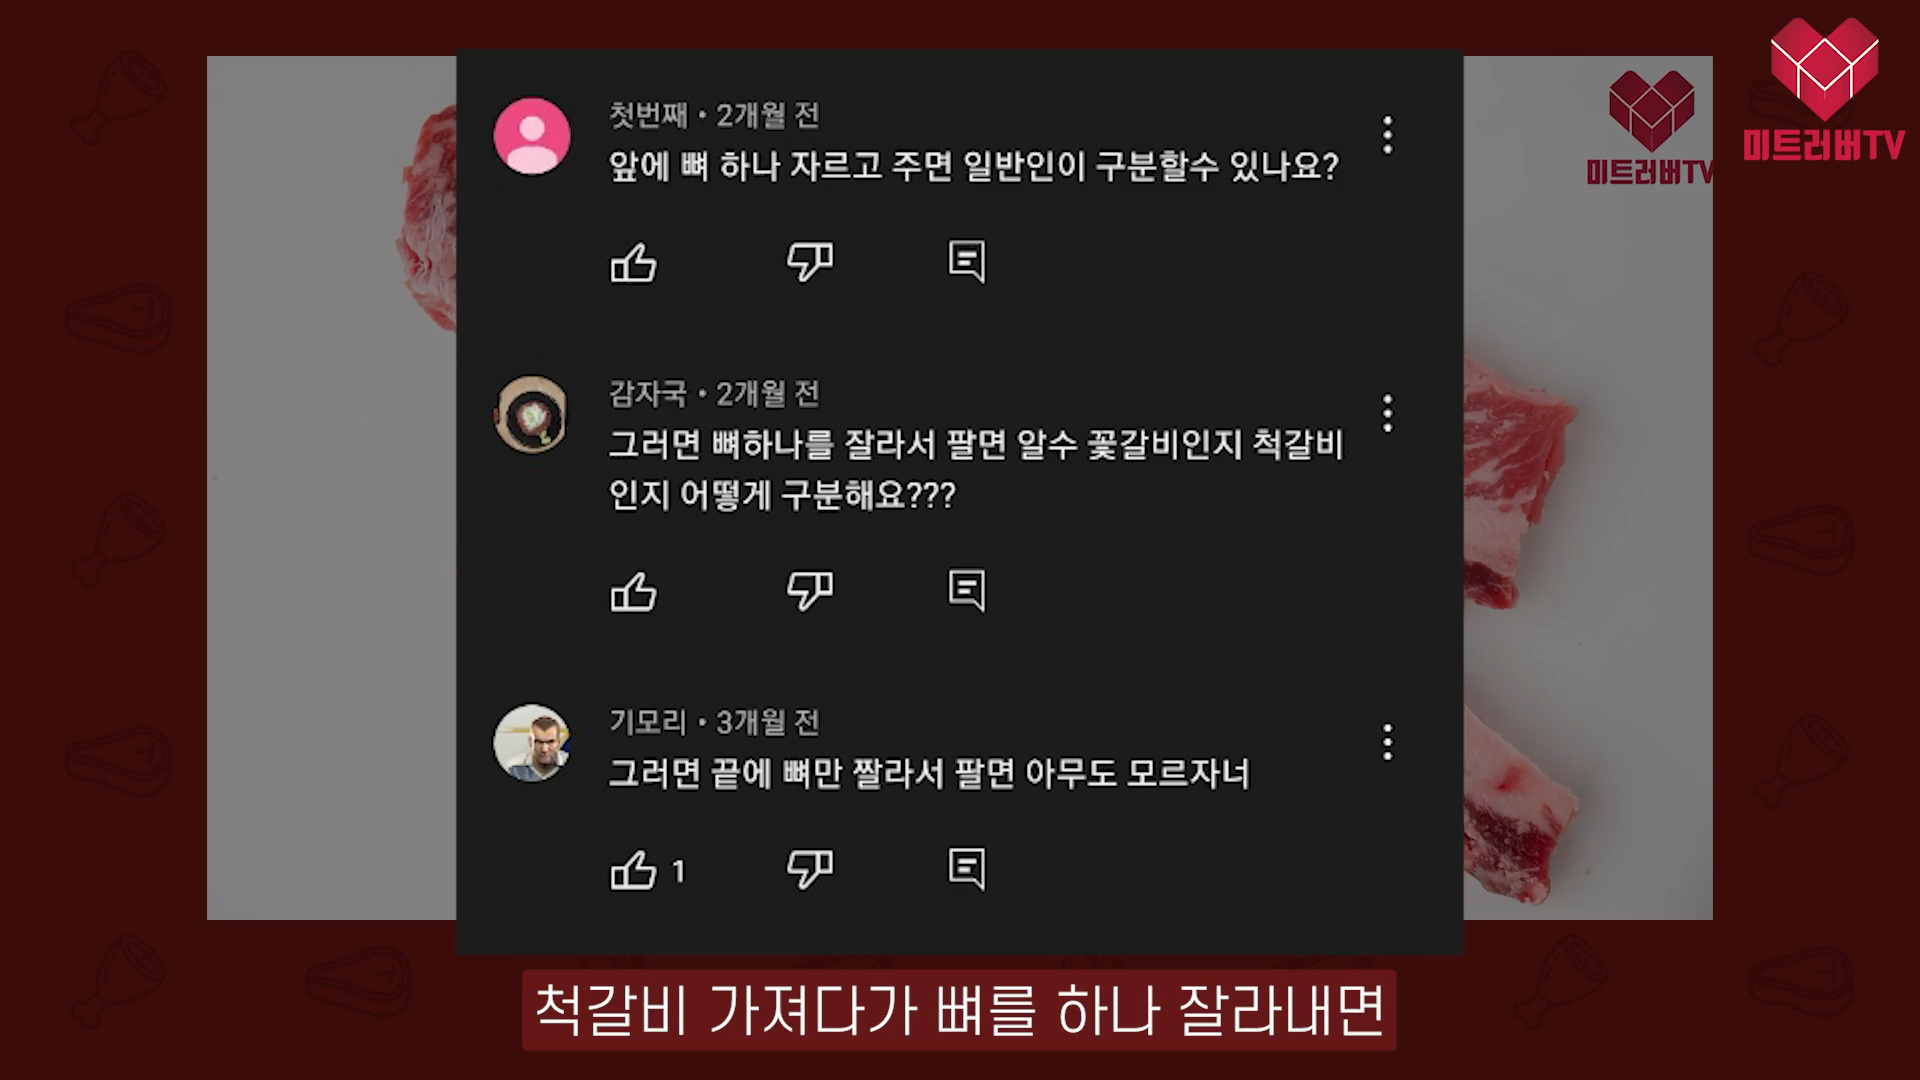 미트러버TV
미트러버TV
첫번째 • 2개월 전
앞에 뼈 하나 자르고 주면 일반인이 구분할수 있나요?
감자국 • 2개월 전
그러면 뼈하나를 잘라서 팔면 알수 꽃갈비인지 척갈비
인지 어떻게 구분해요???
기모리 • 3개월 전
그러면 끝에 뼈만 짤라서 팔면 아무도 모르자너
1
척갈비 가져다가 뼈를 하나 잘라내면